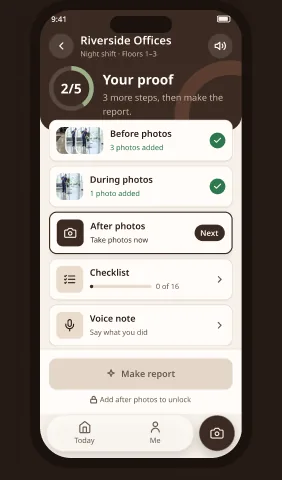 9:41
Riverside Offices
Night shift · Floors 1–3
2/5
Your proof
3 more steps, then make the
report.
Before photos
3 photos added
During photos
1 photo added
After photos
Take photos now
Next
Checklist
0 of 16
Voice note
Say what you did
Make report
Add after photos to unlock
Today
Me